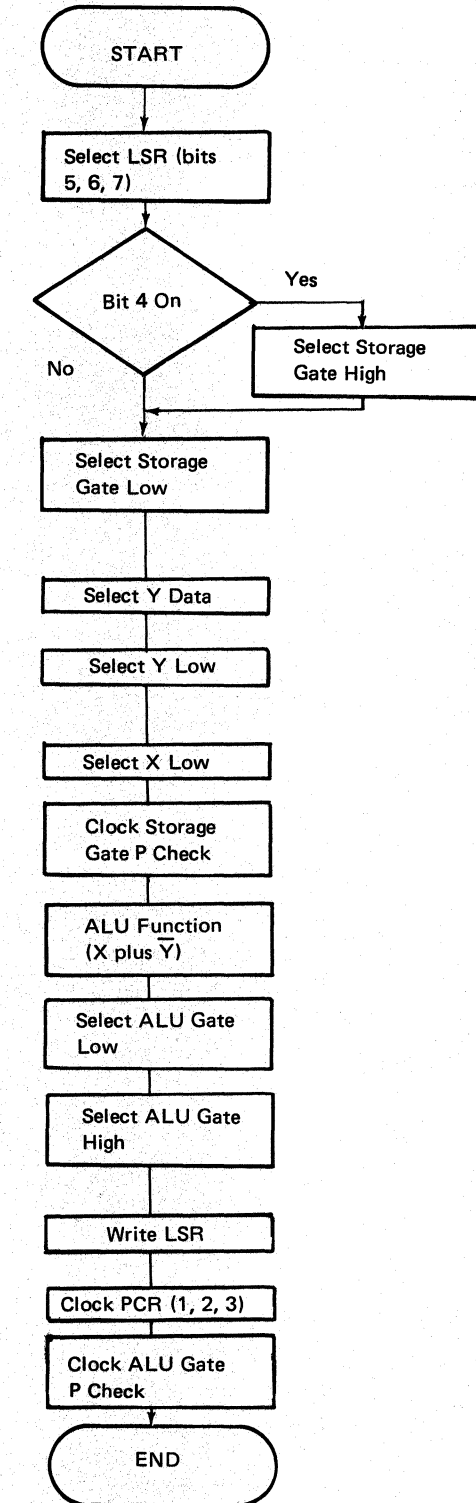 START
Select LSR (bits
5, 6, 7)
Bit 4 On
Yes
Select Storage
Gate High
No
Select Storage
Gate Low
Select Y Data
Select Y Low
Select X Low
Clock Storage
Gate P Check
ALU Function
(X plus Y̅)
Select ALU Gate
Low
Select ALU Gate
High
Write LSR
Clock PCR (1, 2, 3)
Clock ALU Gate
P Check
END